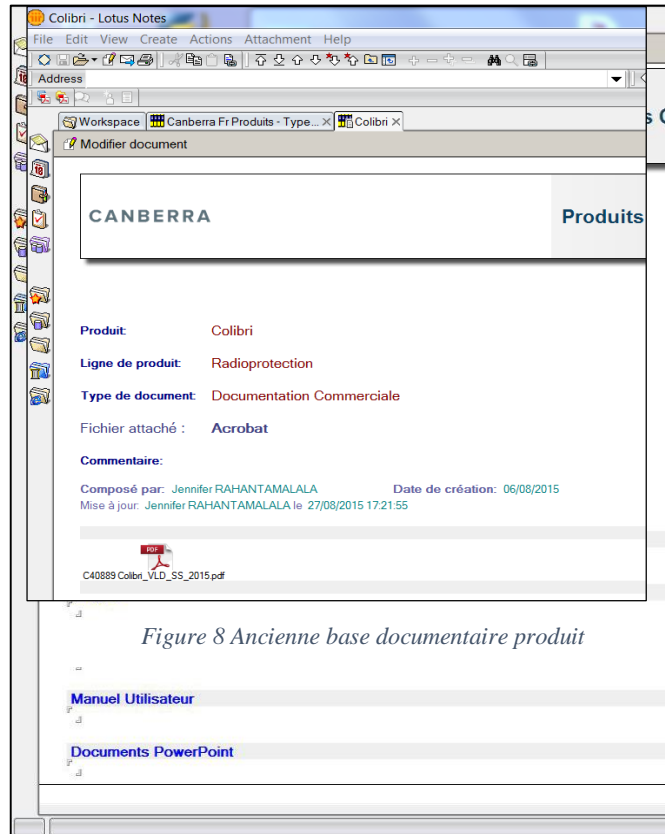 Colibri - Lotus Notes
File Edit View Create Actions Attachment Help
Address
Workspace Canberra Fr Produits - Type... Colibri
Modifier document
CANBERRA
Produits
Produit: Colibri
Ligne de produit: Radioprotection
Type de document: Documentation Commerciale
Fichier attaché : Acrobat
Commentaire:
Composé par: Jennifer RAHANTAMALALA Date de création: 06/08/2015
Mise à jour: Jennifer RAHANTAMALALA le 27/08/2015 17:21:55
PDF
C40889 Colibri_VLD_SS_2015.pdf
Figure 8 Ancienne base documentaire produit
Manuel Utilisateur
Documents PowerPoint